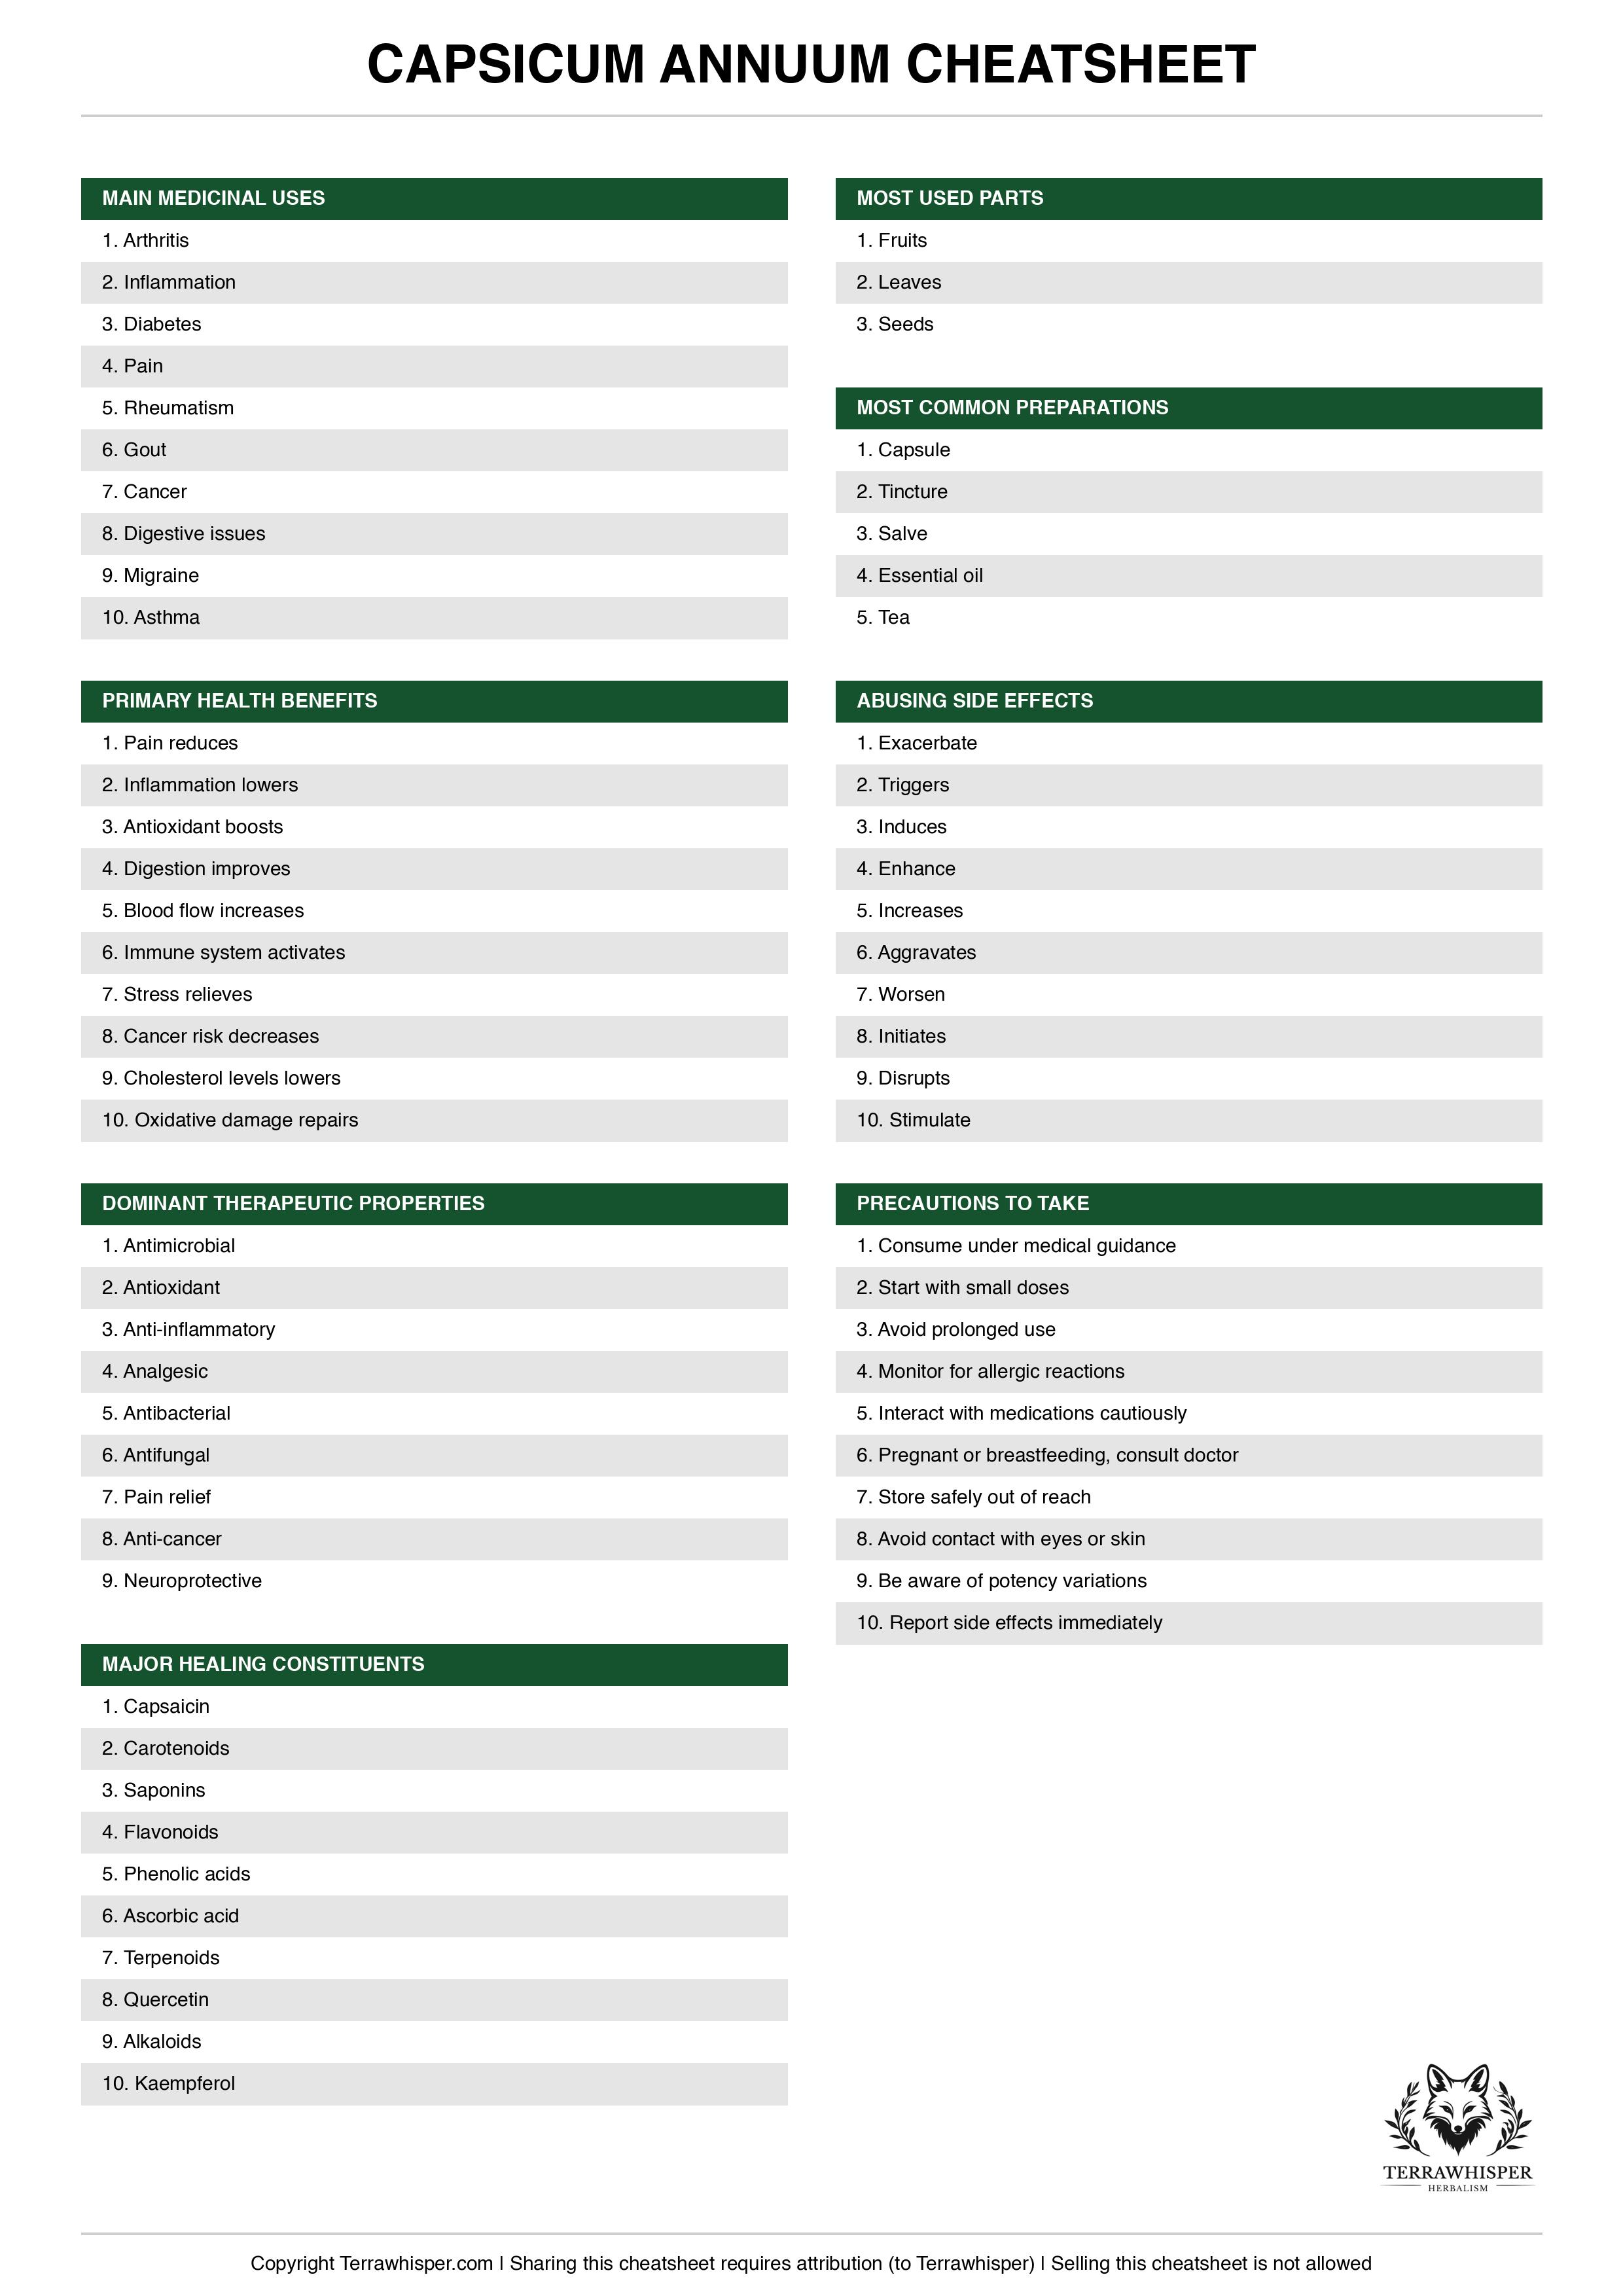 CAPSICUM ANNUUM CHEATSHEET
MAIN MEDICINAL USES
1. Arthritis
2. Inflammation
3. Diabetes
4. Pain
5. Rheumatism
6. Gout
7. Cancer
8. Digestive issues
9. Migraine
10. Asthma
PRIMARY HEALTH BENEFITS
1. Pain reduces
2. Inflammation lowers
3. Antioxidant boosts
4. Digestion improves
5. Blood flow increases
6. Immune system activates
7. Stress relieves
8. Cancer risk decreases
9. Cholesterol levels lowers
10. Oxidative damage repairs
DOMINANT THERAPEUTIC PROPERTIES
1. Antimicrobial
2. Antioxidant
3. Anti-inflammatory
4. Analgesic
5. Antibacterial
6. Antifungal
7. Pain relief
8. Anti-cancer
9. Neuroprotective
MAJOR HEALING CONSTITUENTS
1. Capsaicin
2. Carotenoids
3. Saponins
4. Flavonoids
5. Phenolic acids
6. Ascorbic acid
7. Terpenoids
8. Quercetin
9. Alkaloids
10. Kaempferol
MOST USED PARTS
1. Fruits
2. Leaves
3. Seeds
MOST COMMON PREPARATIONS
1. Capsule
2. Tincture
3. Salve
4. Essential oil
5. Tea
ABUSING SIDE EFFECTS
1. Exacerbate
2. Triggers
3. Induces
4. Enhance
5. Increases
6. Aggravates
7. Worsen
8. Initiates
9. Disrupts
10. Stimulate
PRECAUTIONS TO TAKE
1. Consume under medical guidance
2. Start with small doses
3. Avoid prolonged use
4. Monitor for allergic reactions
5. Interact with medications cautiously
6. Pregnant or breastfeeding, consult doctor
7. Store safely out of reach
8. Avoid contact with eyes or skin
9. Be aware of potency variations
10. Report side effects immediately
TERRAWHISPER
HERBALISM
Copyright Terrawhisper.com | Sharing this cheatsheet requires attribution (to Terrawhisper) | Selling this cheatsheet is not allowed